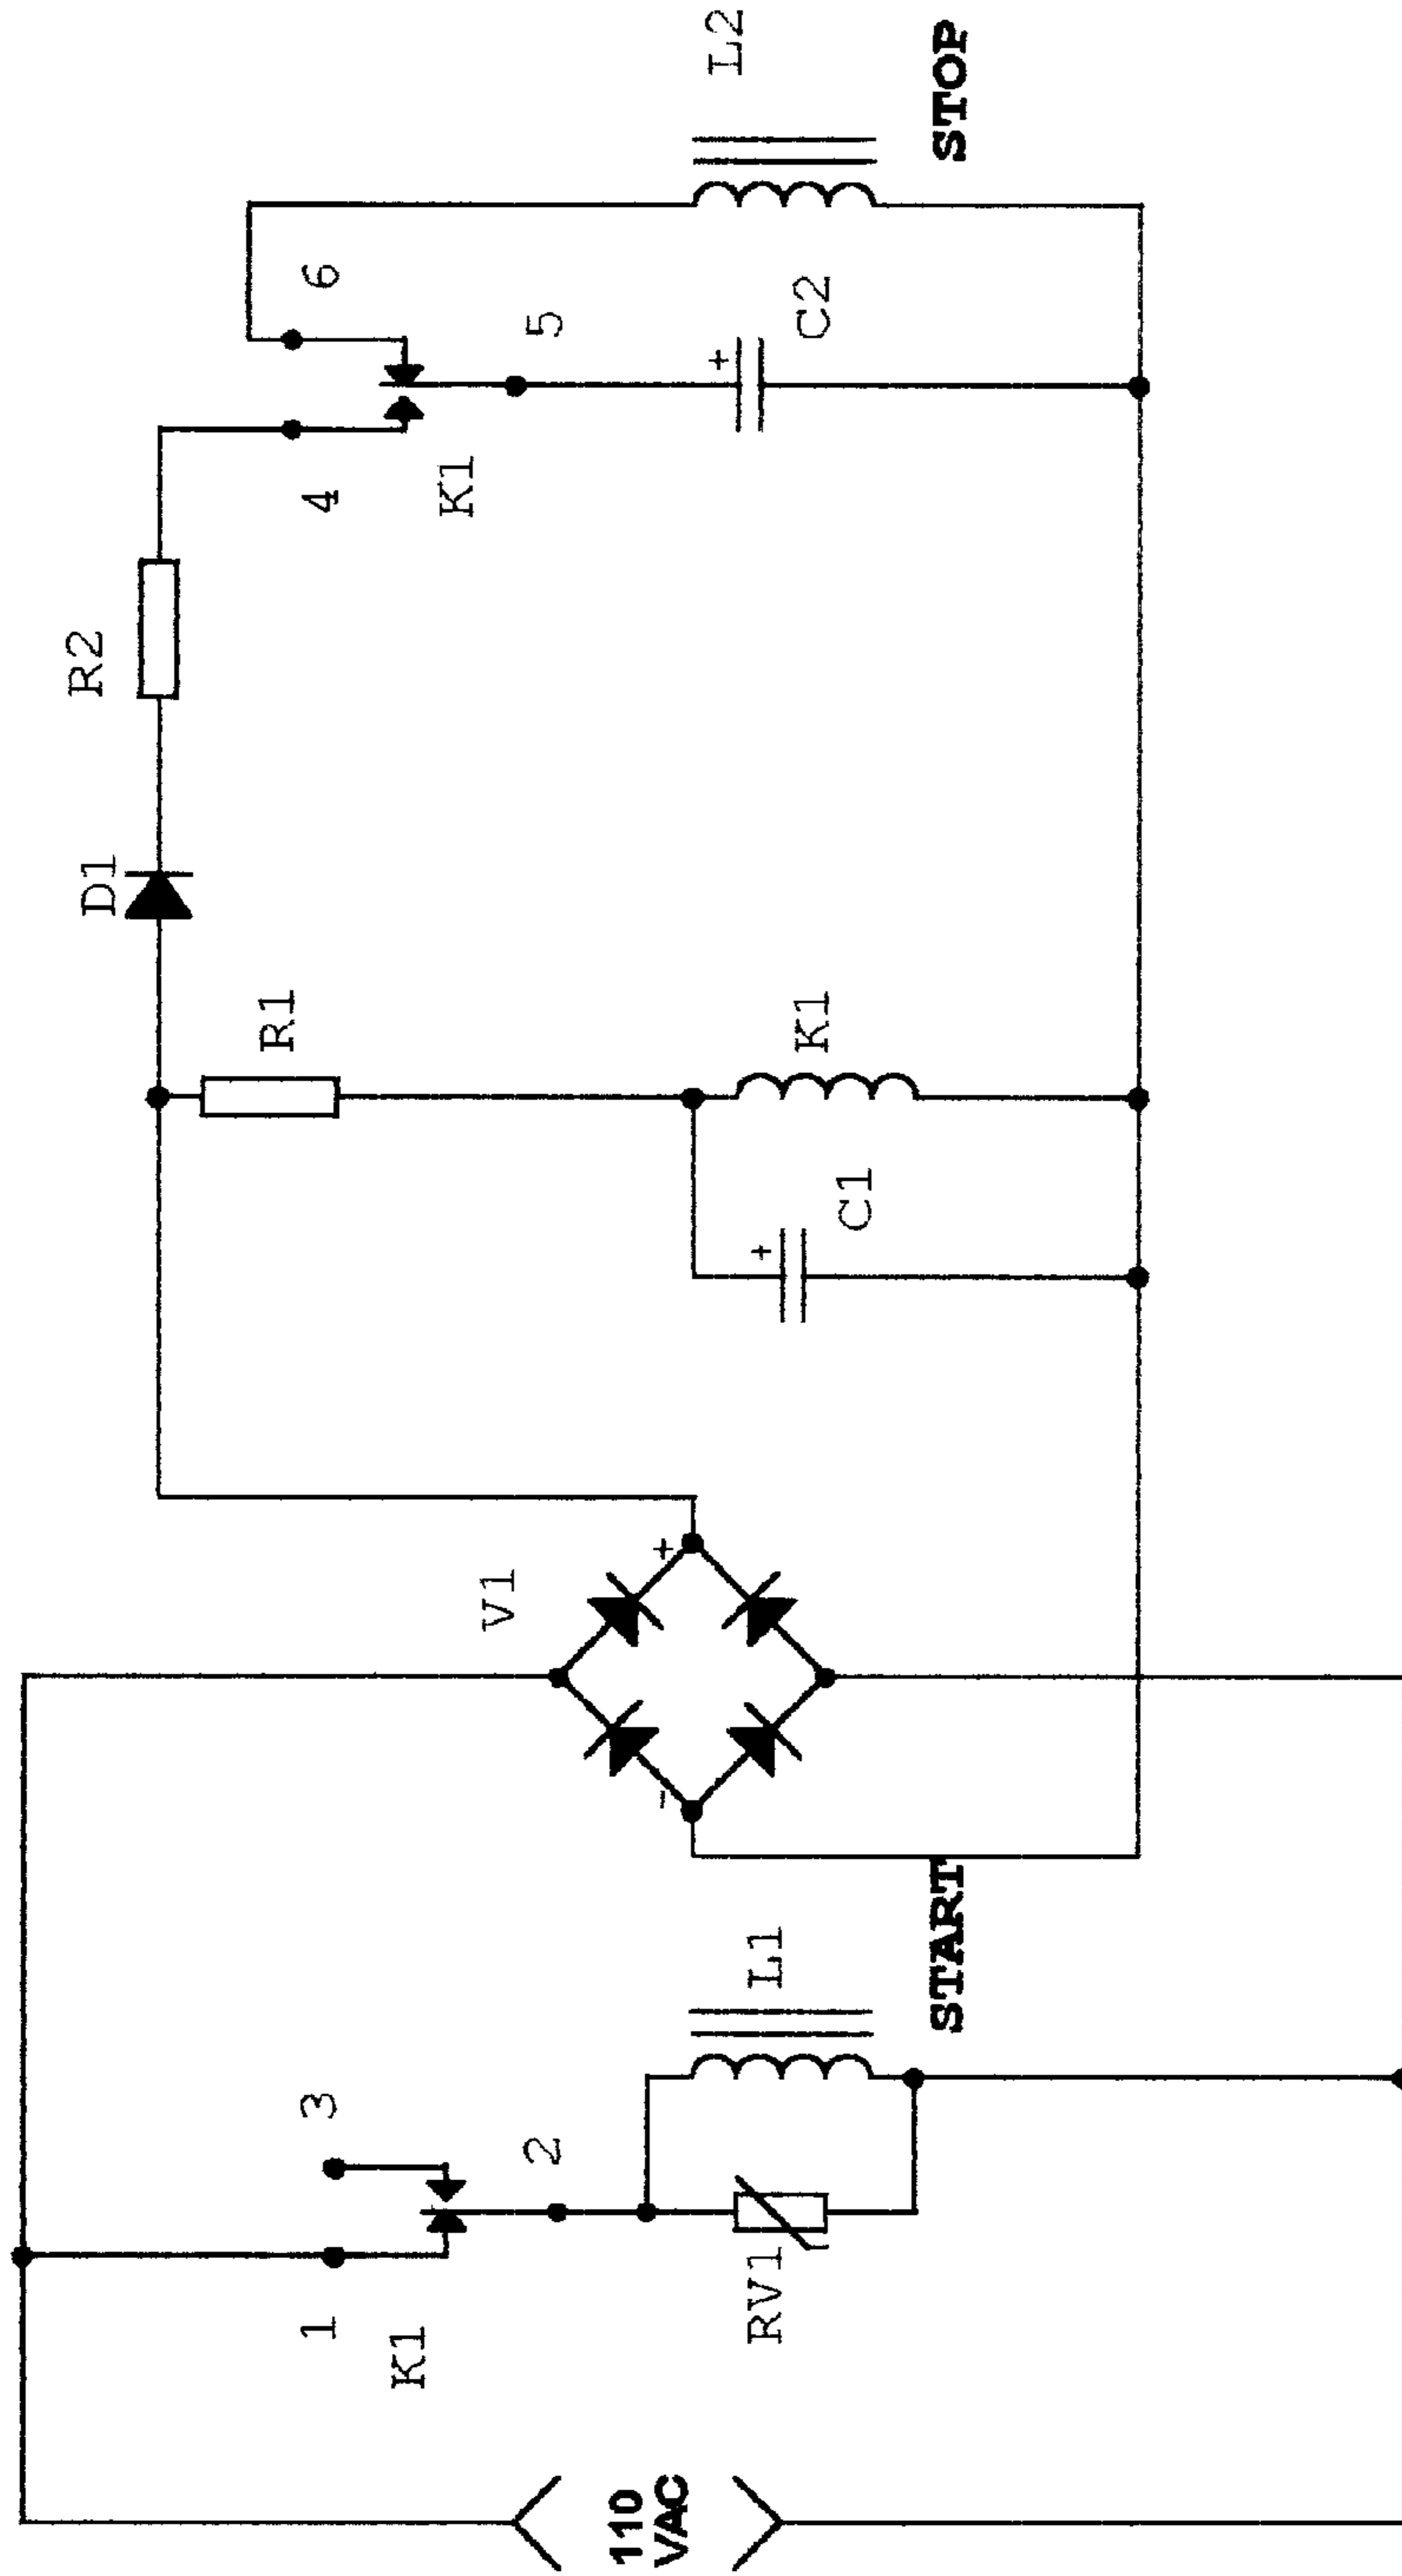 110
VAC
1
K1
3
2
RV1
L1
START
V1
-
+
C1
+
K1
R1
D1
R2
4
K1
6
5
+
C2
L2
STOP